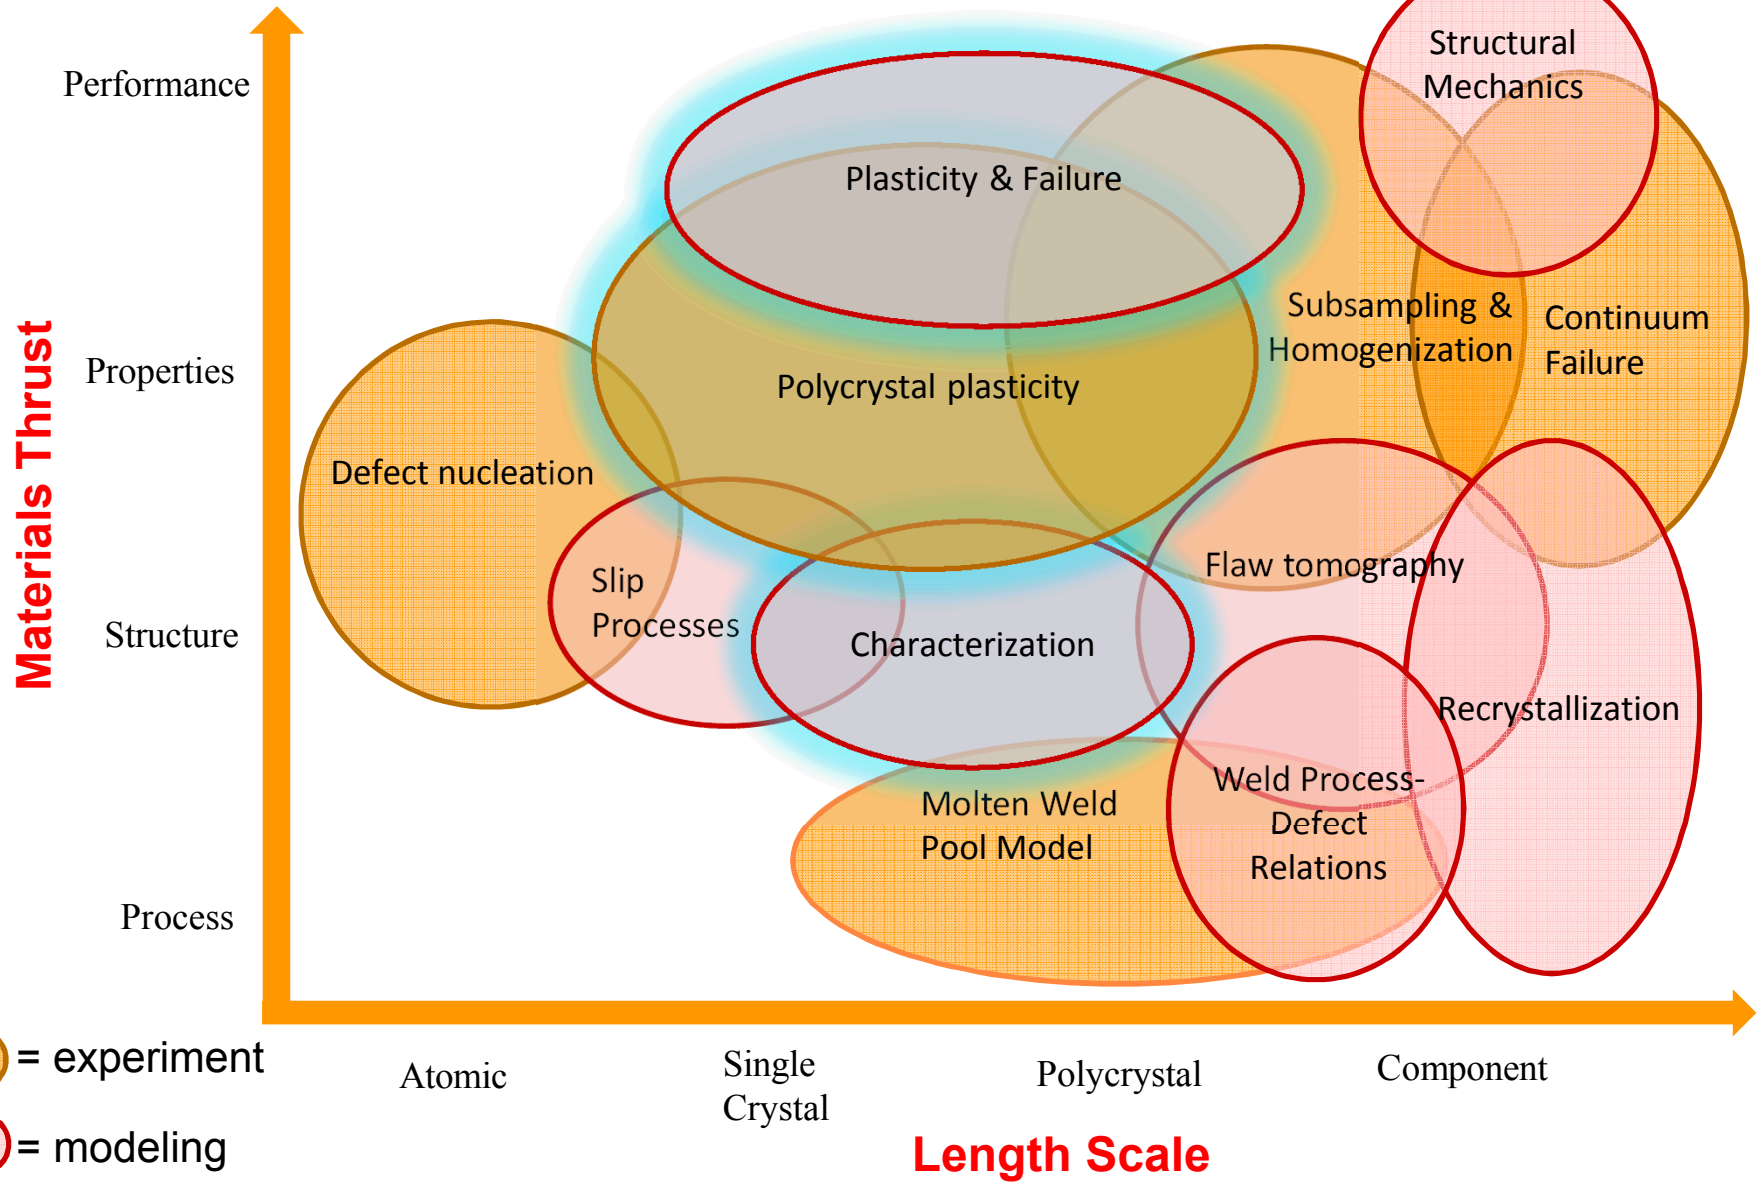 Structural
Mechanics
Performance
Plasticity & Failure
Subsampling &
Homogenization
Continuum
Failure
Materials Thrust
Properties
Polycrystal plasticity
Defect nucleation
Flaw tomography
Slip
Processes
Structure
Characterization
Recrystallization
Weld Process-
Defect
Relations
Molten Weld
Pool Model
Process
= experiment
Atomic
Single
Crystal
Polycrystal
Component
= modeling
Length Scale